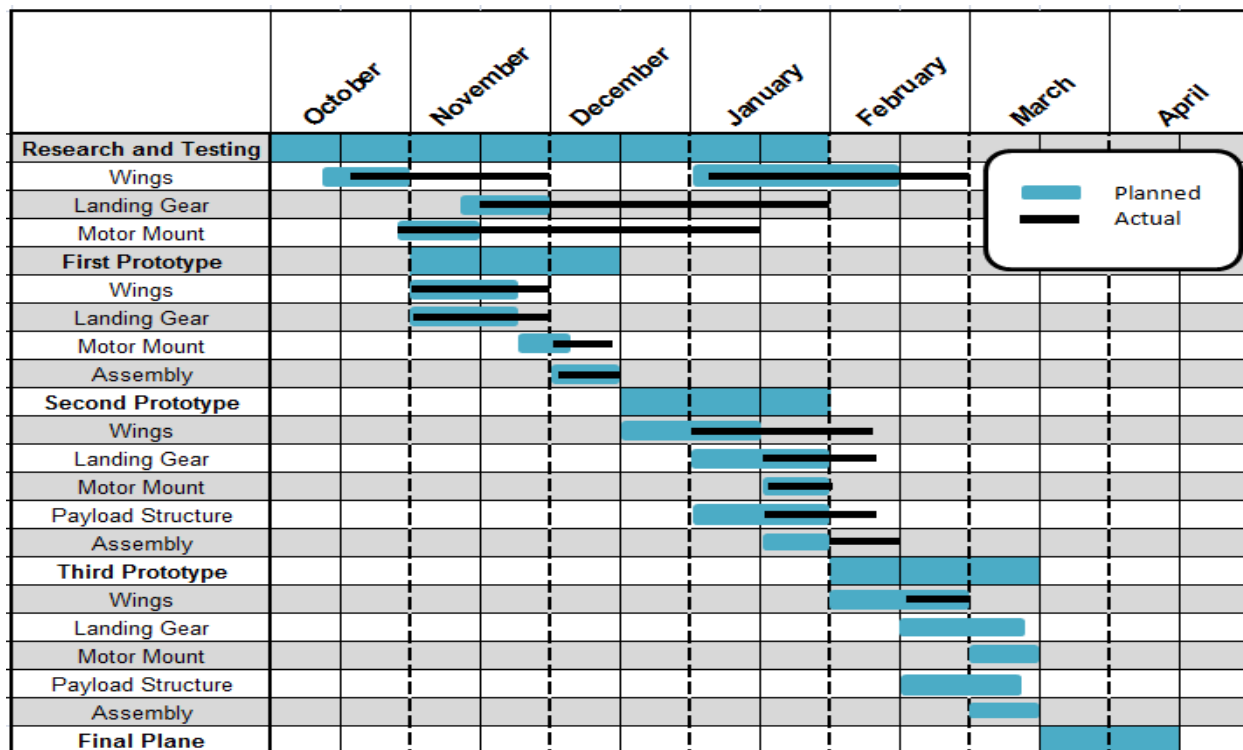 October
November
December
January
February
March
April
Research and Testing
Wings
Landing Gear
Motor Mount
First Prototype
Wings
Landing Gear
Motor Mount
Assembly
Second Prototype
Wings
Landing Gear
Motor Mount
Payload Structure
Assembly
Third Prototype
Wings
Landing Gear
Motor Mount
Payload Structure
Assembly
Final Plane
Planned
Actual